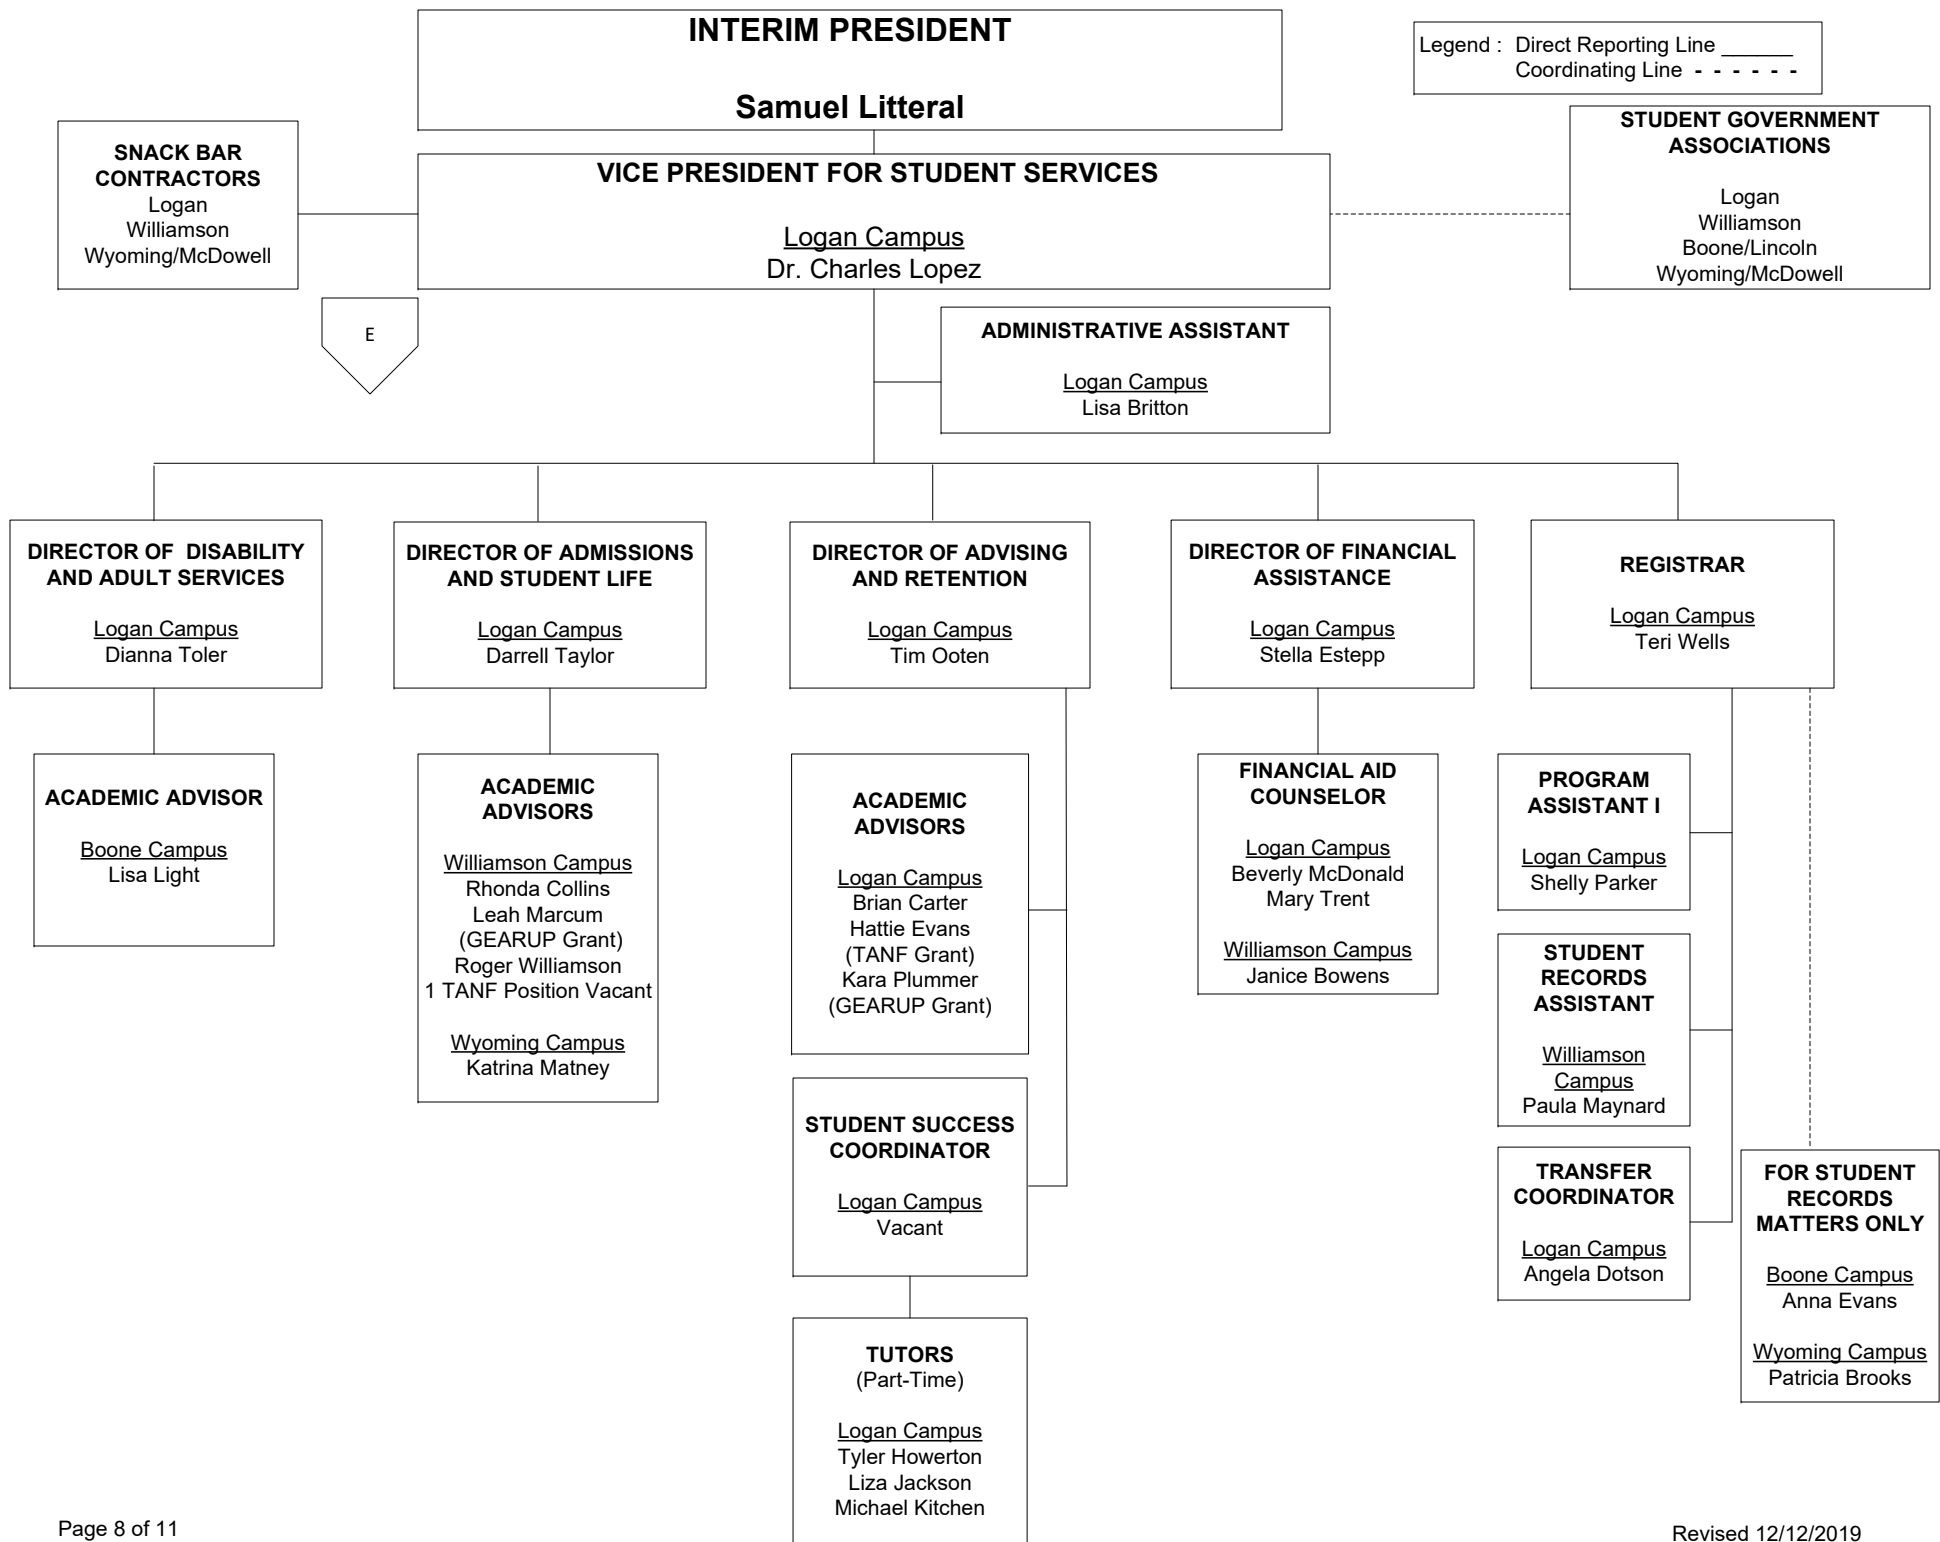 INTERIM PRESIDENT
Samuel Litteral
Legend : Direct Reporting Line ______
Coordinating Line - - - - - -
SNACK BAR
CONTRACTORS
Logan
Williamson
Wyoming/McDowell
VICE PRESIDENT FOR STUDENT SERVICES
Logan Campus
Dr. Charles Lopez
STUDENT GOVERNMENT
ASSOCIATIONS
Logan
Williamson
Boone/Lincoln
Wyoming/McDowell
E
ADMINISTRATIVE ASSISTANT
Logan Campus
Lisa Britton
DIRECTOR OF DISABILITY
AND ADULT SERVICES
Logan Campus
Dianna Toler
DIRECTOR OF ADMISSIONS
AND STUDENT LIFE
Logan Campus
Darrell Taylor
DIRECTOR OF ADVISING
AND RETENTION
Logan Campus
Tim Ooten
DIRECTOR OF FINANCIAL
ASSISTANCE
Logan Campus
Stella Estepp
REGISTRAR
Logan Campus
Teri Wells
ACADEMIC ADVISOR
Boone Campus
Lisa Light
ACADEMIC
ADVISORS
Williamson Campus
Rhonda Collins
Leah Marcum
(GEARUP Grant)
Roger Williamson
1 TANF Position Vacant
Wyoming Campus
Katrina Matney
ACADEMIC
ADVISORS
Logan Campus
Brian Carter
Hattie Evans
(TANF Grant)
Kara Plummer
(GEARUP Grant)
STUDENT SUCCESS
COORDINATOR
Logan Campus
Vacant
TUTORS
(Part-Time)
Logan Campus
Tyler Howerton
Liza Jackson
Michael Kitchen
FINANCIAL AID
COUNSELOR
Logan Campus
Beverly McDonald
Mary Trent
Williamson Campus
Janice Bowens
PROGRAM
ASSISTANT I
Logan Campus
Shelly Parker
STUDENT
RECORDS
ASSISTANT
Williamson
Campus
Paula Maynard
TRANSFER
COORDINATOR
Logan Campus
Angela Dotson
FOR STUDENT
RECORDS
MATTERS ONLY
Boone Campus
Anna Evans
Wyoming Campus
Patricia Brooks
Page 8 of 11
Revised 12/12/2019